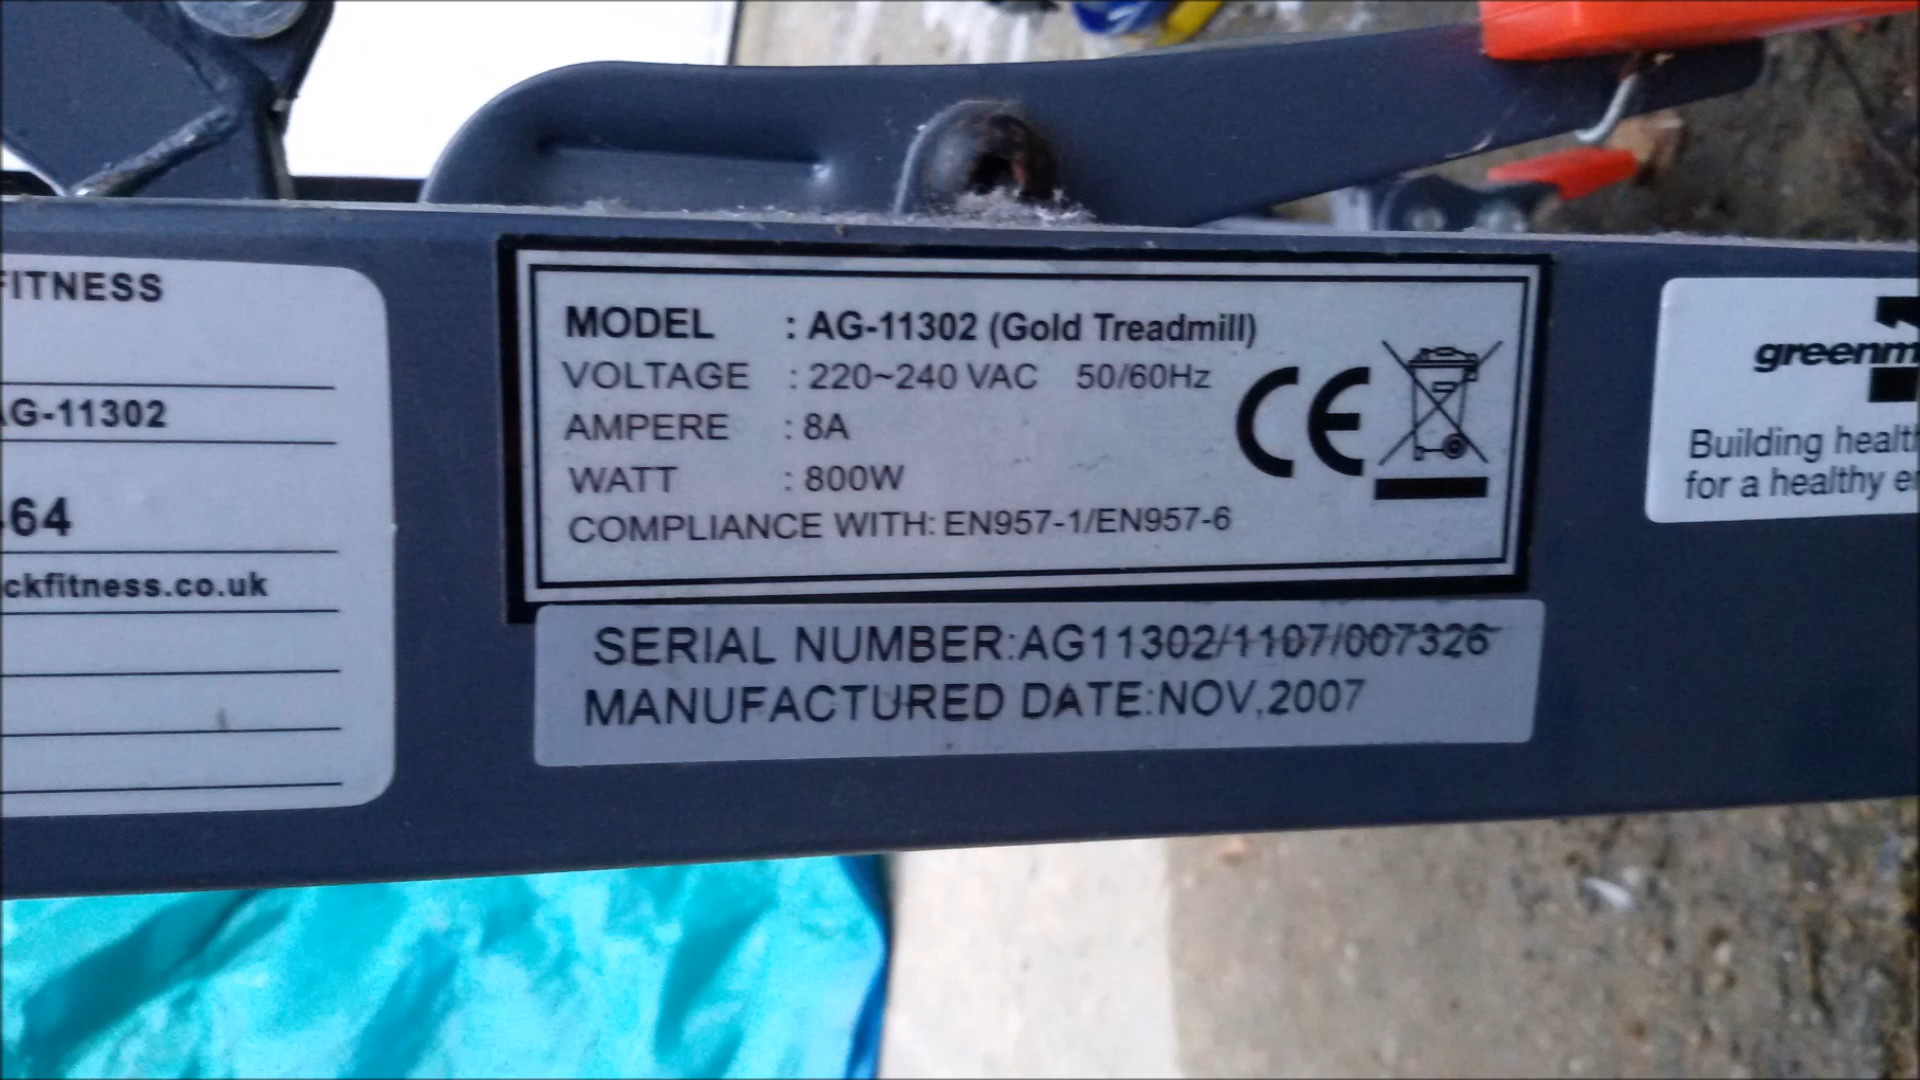 FITNESS
AG-11302
64
ckfitness.co.uk
MODEL : AG-11302 (Gold Treadmill)
VOLTAGE : 220~240 VAC 50/60Hz
AMPERE : 8A
WATT : 800W
COMPLIANCE WITH: EN957-1/EN957-6
CE
SERIAL NUMBER:AG11302/1107/007326
MANUFACTURED DATE:NOV,2007
greenm
Building healt
for a healthy e